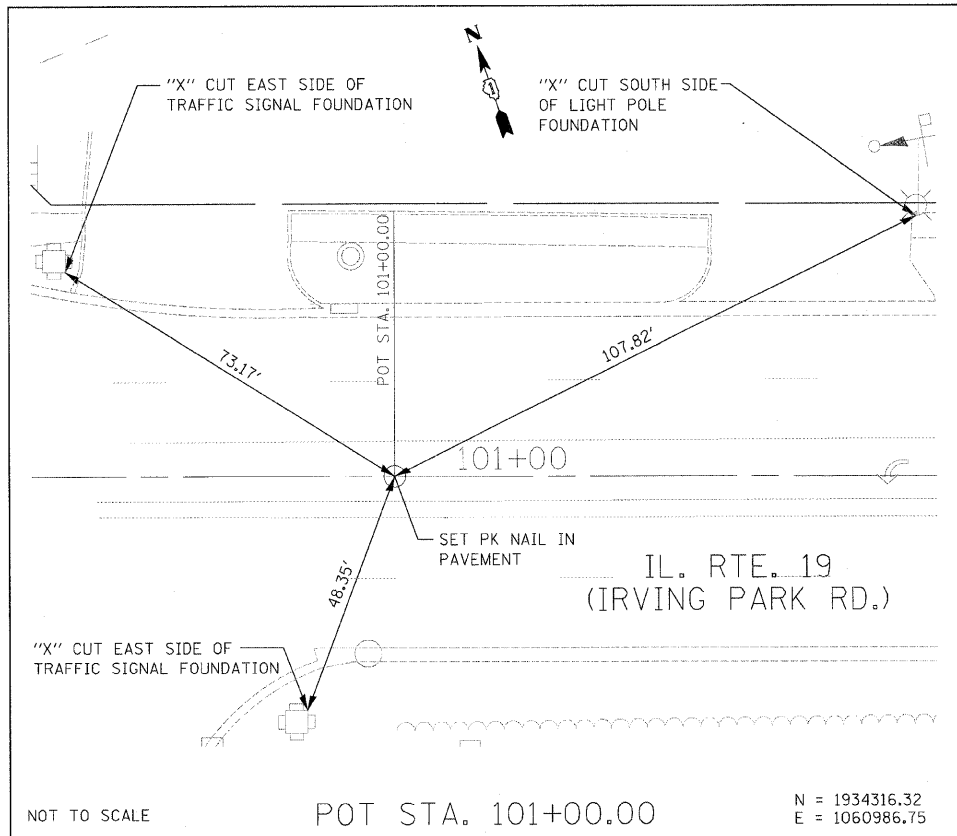 N
"X" CUT EAST SIDE OF
TRAFFIC SIGNAL FOUNDATION
"X" CUT SOUTH SIDE
OF LIGHT POLE
FOUNDATION
POT STA. 101+00.00
73.17'
107.82'
101+00
SET PK NAIL IN
PAVEMENT
48.35'
IL. RTE. 19
(IRVING PARK RD.)
"X" CUT EAST SIDE OF
TRAFFIC SIGNAL FOUNDATION
NOT TO SCALE
POT STA. 101+00.00
N = 1934316.32
E = 1060986.75